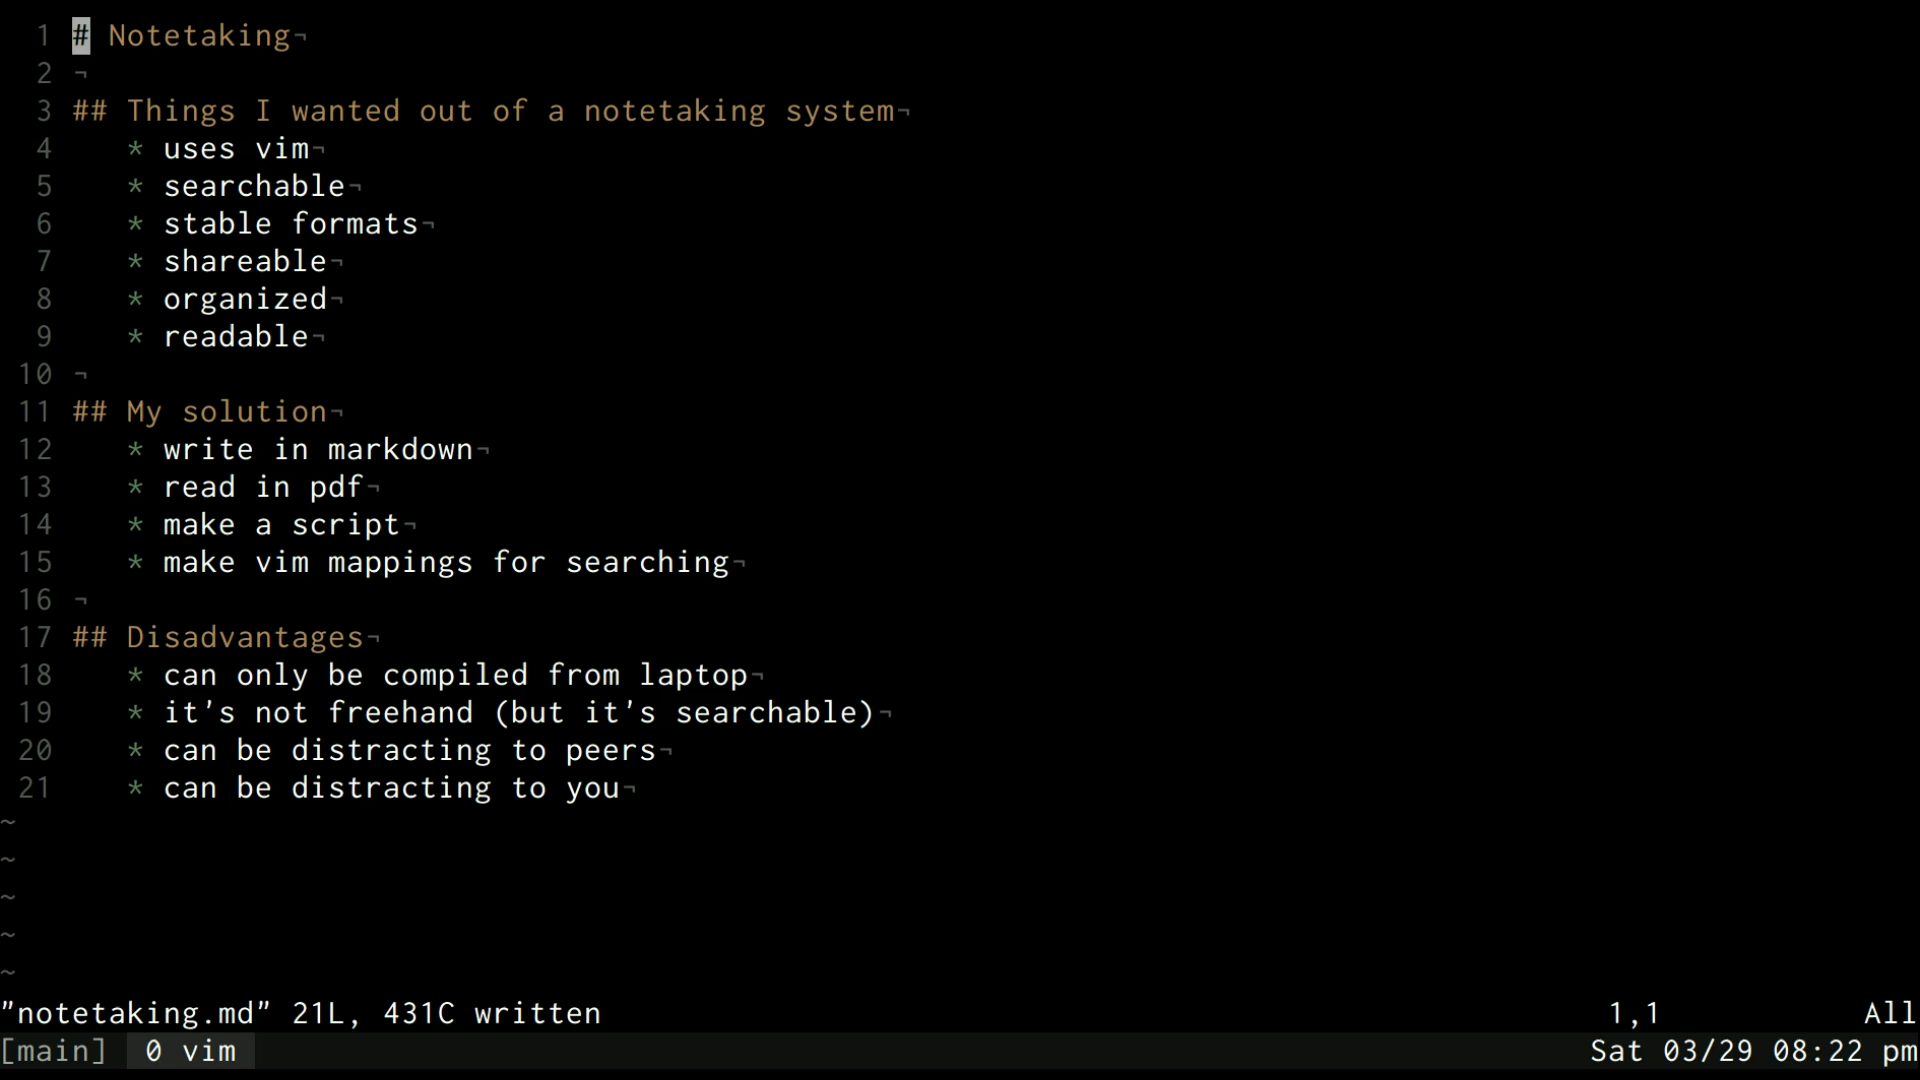 1 # Notetaking¬
2 ¬
3 ## Things I wanted out of a notetaking system¬
4    * uses vim¬
5    * searchable¬
6    * stable formats¬
7    * shareable¬
8    * organized¬
9    * readable¬
10 ¬
11 ## My solution¬
12    * write in markdown¬
13    * read in pdf¬
14    * make a script¬
15    * make vim mappings for searching¬
16 ¬
17 ## Disadvantages¬
18    * can only be compiled from laptop¬
19    * it's not freehand (but it's searchable)¬
20    * can be distracting to peers¬
21    * can be distracting to you¬
~
~
~
~
~
"notetaking.md" 21L, 431C written 1,1 All
[main] 0 vim Sat 03/29 08:22 pm